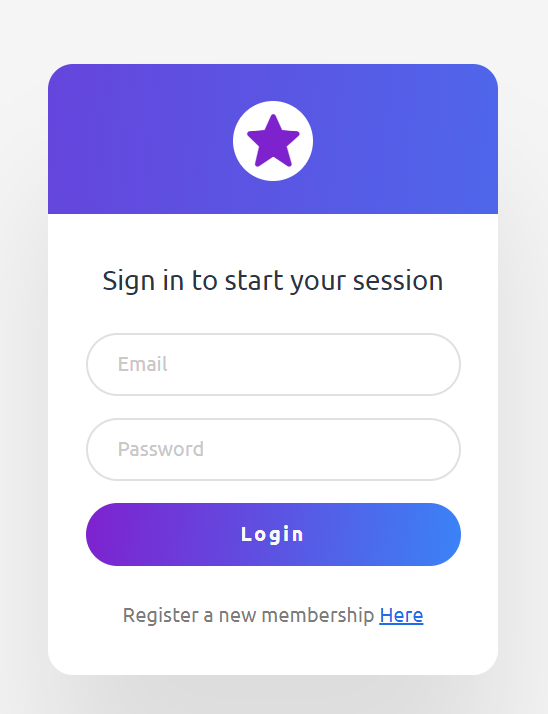 Sign in to start your session
Email
Password
Login
Register a new membership Here